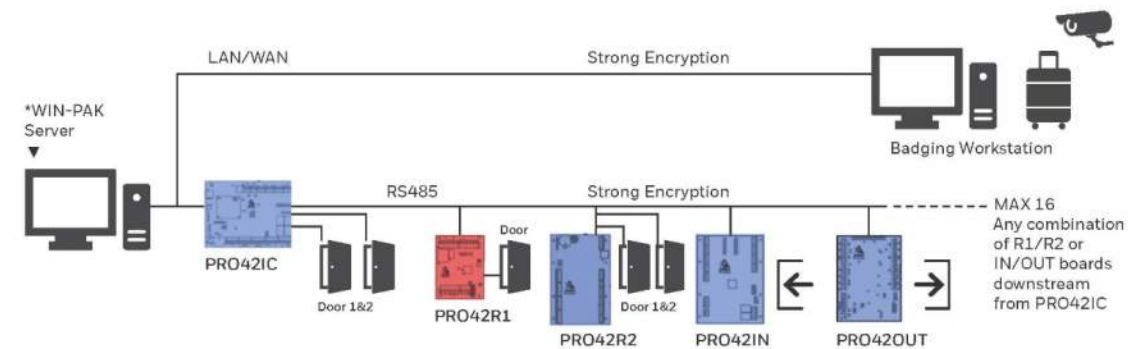 LAN/WAN
Strong Encryption
*WIN-PAK
Server
Badging Workstation
RS485
Strong Encryption
MAX 16
Any combination
of R1/R2 or
IN/OUT boards
downstream
from PRO42IC
Door
PRO42IC
Door 1&2
PRO42R1
Door 1&2
PRO42R2
PRO42IN
PRO42OUT